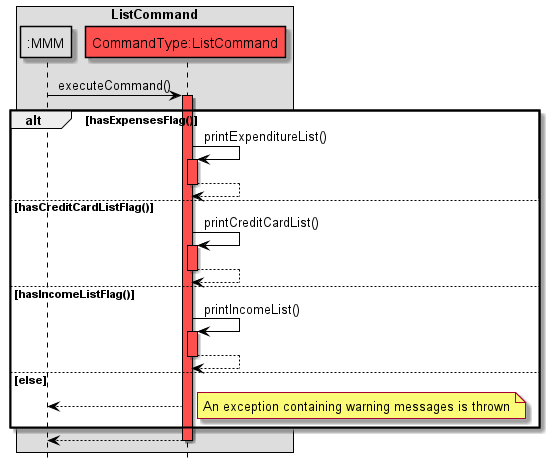 ListCommand
:MMM
CommandType:ListCommand
executeCommand()
alt
[hasExpensesFlag()]
printExpenditureList()
[hasCreditCardListFlag()]
printCreditCardList()
[hasIncomeListFlag()]
printIncomeList()
[else]
An exception containing warning messages is thrown